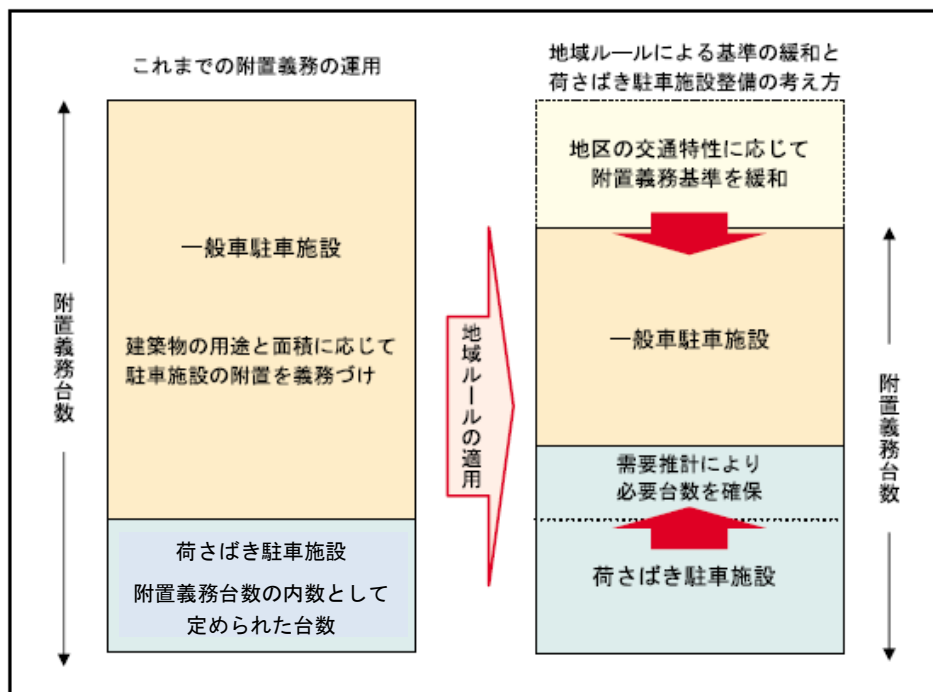 これまでの附置義務の運用
附置義務台数
一般車駐車施設
建築物の用途と面積に応じて
駐車施設の附置を義務づけ
荷さばき駐車施設
附置義務台数の内数として
定められた台数
地域ルールの適用
地域ルールによる基準の緩和と
荷さばき駐車施設整備の考え方
地区の交通特性に応じて
附置義務基準を緩和
一般車駐車施設
需要推計により
必要台数を確保
荷さばき駐車施設
附置義務台数